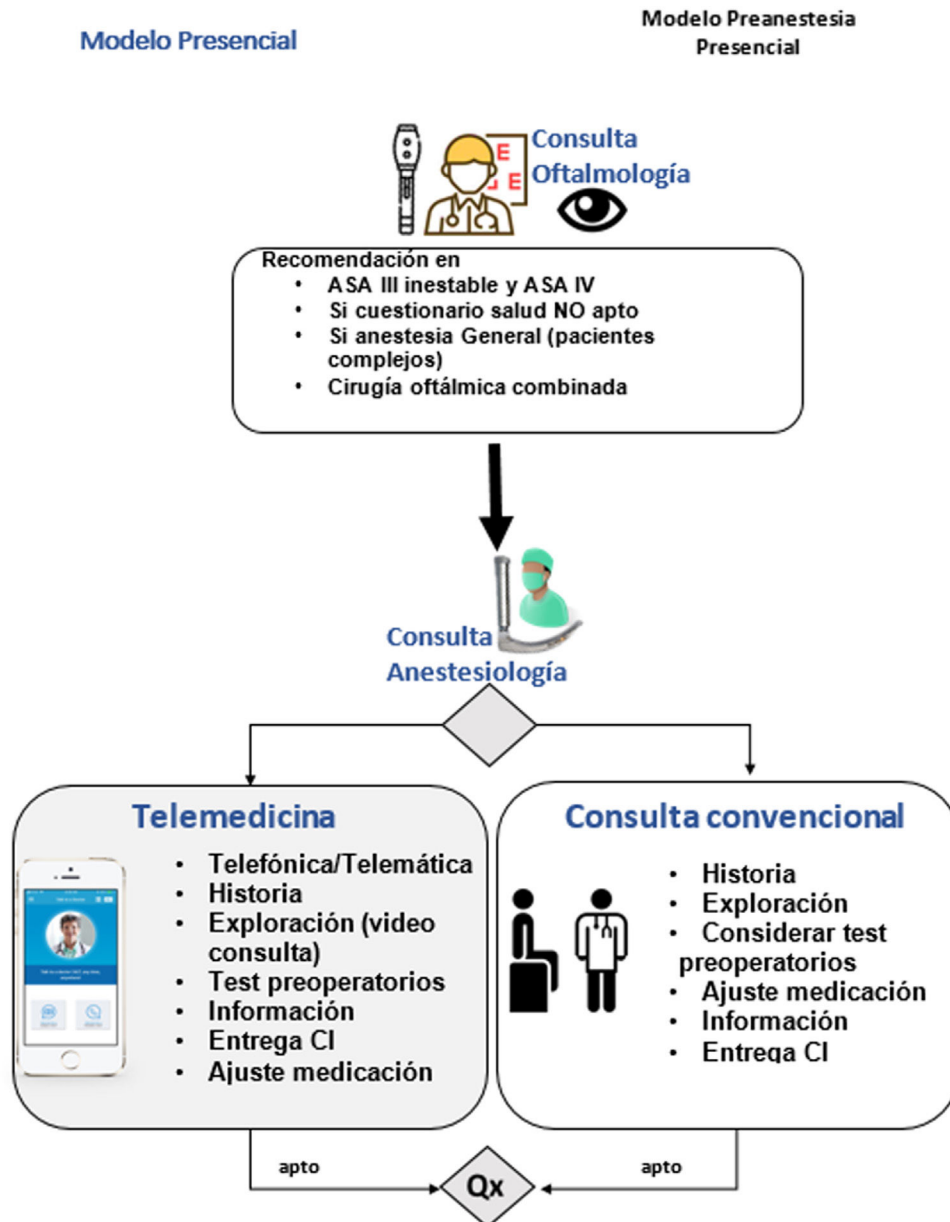 Modelo Presencial
Modelo Preanestesia
Presencial
Consulta
Oftalmología
E
E
Recomendación en
• ASA III inestable y ASA IV
• Si cuestionario salud NO apto
• Si anestesia General (pacientes
complejos)
• Cirugía oftálmica combinada
Consulta
Anestesiología
Telemedicina
• Telefónica/Telemática
• Historia
• Exploración (video
consulta)
• Test preoperatorios
• Información
• Entrega CI
• Ajuste medicación
Consulta convencional
• Historia
• Exploración
• Considerar test
preoperatorios
• Ajuste medicación
• Información
• Entrega CI
apto
Qx
apto